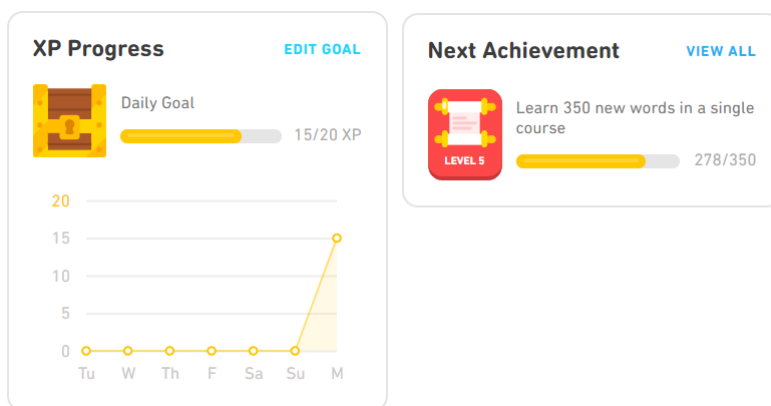 XP Progress
EDIT GOAL
Daily Goal
15/20 XP
20
15
10
5
0
Tu W Th F Sa Su M
Next Achievement
VIEW ALL
LEVEL 5
Learn 350 new words in a single
course
278/350